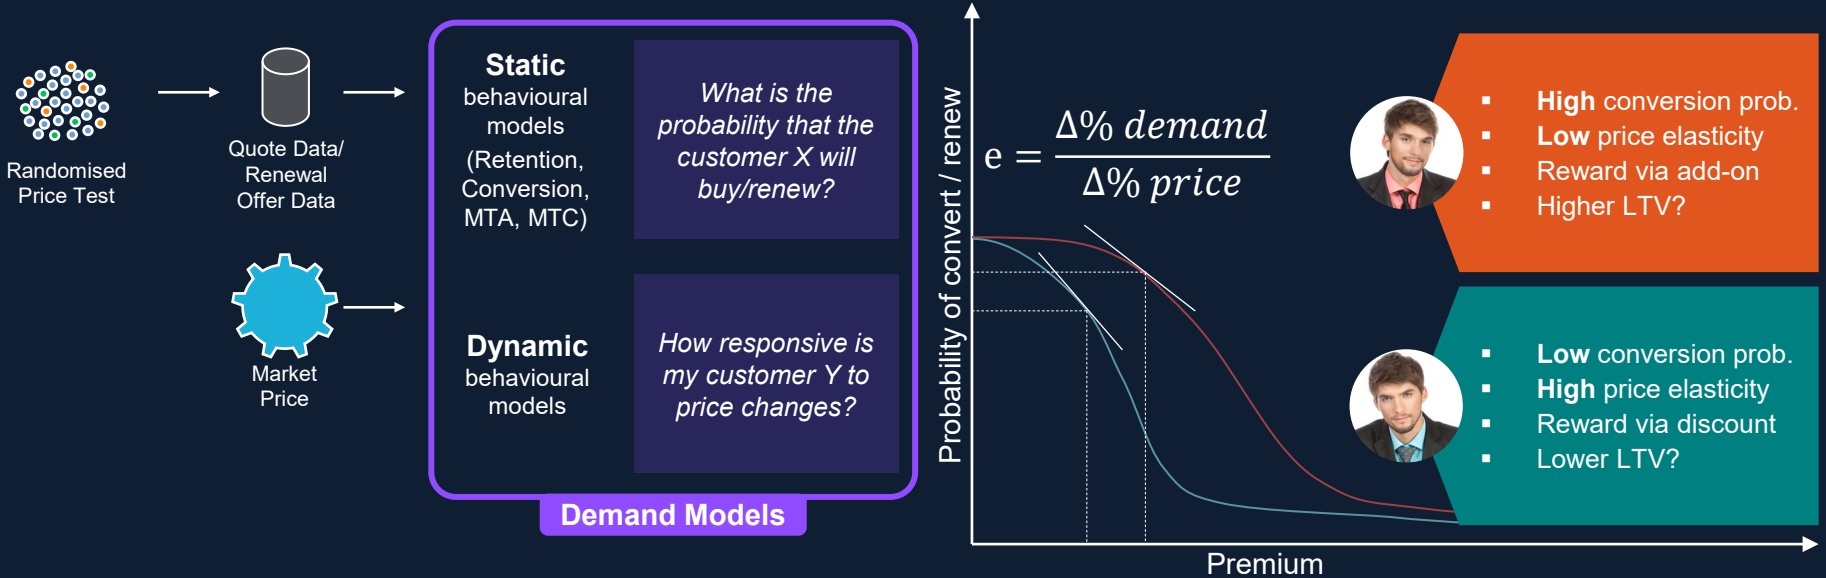 Randomised
Price Test
Quote Data/
Renewal
Offer Data
Market
Price
Static
behavioural
models
(Retention,
Conversion,
MTA, MTC)
What is the
probability that the
customer X will
buy/renew?
Dynamic
behavioural
models
How responsive is
my customer Y to
price changes?
Demand Models
Probability of convert / renew
e = Δ% demand / Δ% price
Premium
▪ High conversion prob.
▪ Low price elasticity
▪ Reward via add-on
▪ Higher LTV?
▪ Low conversion prob.
▪ High price elasticity
▪ Reward via discount
▪ Lower LTV?